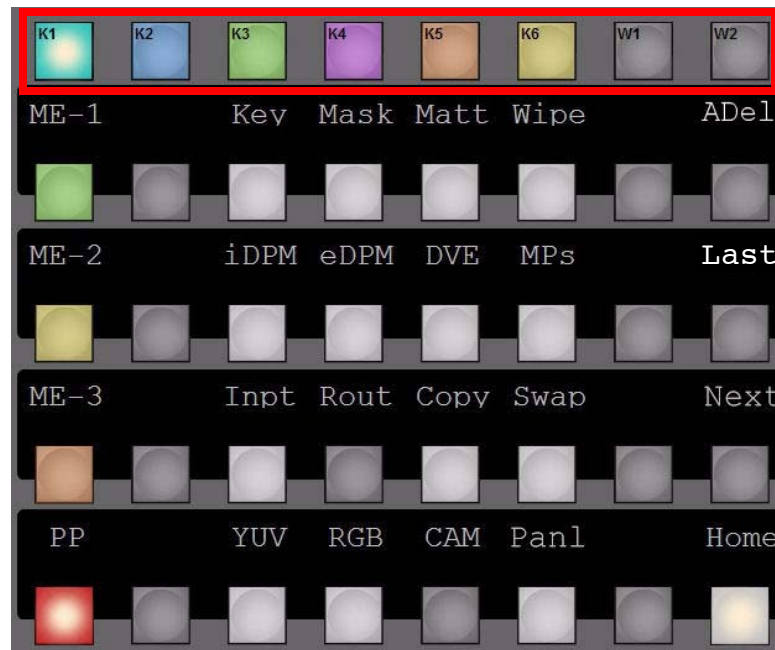 K1 K2 K3 K4 K5 K6 W1 W2
ME-1 Key Mask Matt Wipe ADel
ME-2 iDPM eDPM DVE MPs Last
ME-3 Inpt Rout Copy Swap Next
PP YUV RGB CAM Panl Home